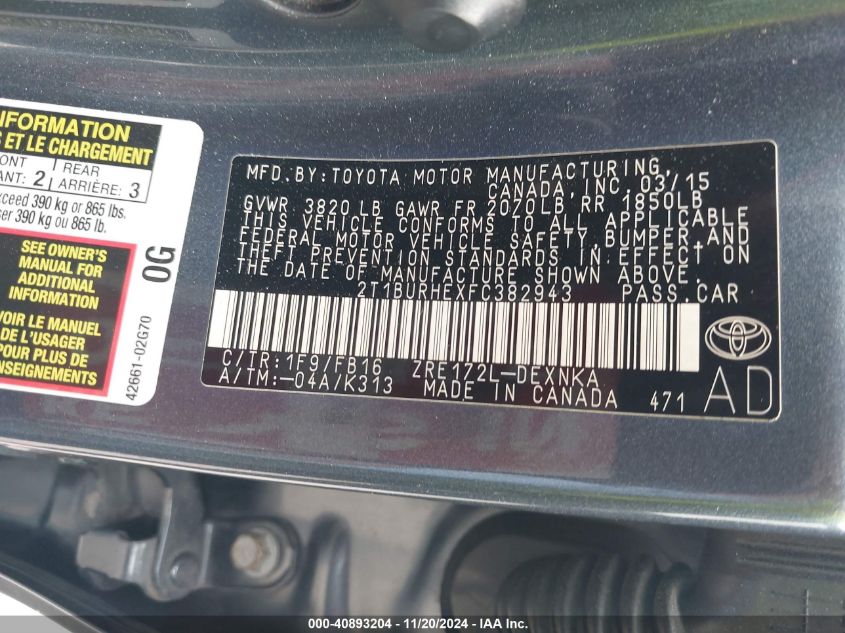 INFORMATION
ET LE CHARGEMENT
2
REAR
ARRIÈRE: 3
exceed 390 kg or 865 lbs.
390 kg ou 865 lb.
SEE OWNER'S
MANUAL FOR
ADDITIONAL
INFORMATION
VOIR LE MANUEL
DE L'USAGER
POUR PLUS DE
RENSEIGNEMENTS
42661-02G70
0G
MFD.BY:TOYOTA MOTOR MANUFACTURING,
CANADA,INC.03/15
GVWR 3820 LB GAWR FR 2070LB,RR 1850LB
THIS VEHICLE CONFORMS TO ALL APPLICABLE
FEDERAL MOTOR VEHICLE SAFETY,BUMPER,AND
THEFT PREVENTION STANDARDS IN EFFECT ON
THE DATE OF MANUFACTURE SHOWN ABOVE.
2T1BURHEXFC382943 PASS.CAR
C/TR:1F9/FB16 ZRE172L-DEXNKA
A/TM:-04A/K313 MADE IN CANADA 471
AD
000-40893204 - 11/20/2024 - IAA Inc.